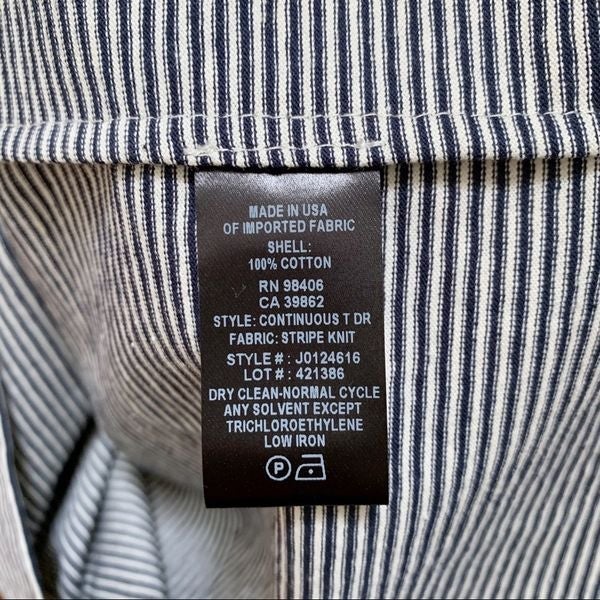 MADE IN USA
OF IMPORTED FABRIC
SHELL:
100% COTTON
RN 98406
CA 39862
STYLE: CONTINUOUS T DR
FABRIC: STRIPE KNIT
STYLE # : J0124616
LOT # : 421386
DRY CLEAN-NORMAL CYCLE
ANY SOLVENT EXCEPT
TRICHLOROETHYLENE
LOW IRON
P